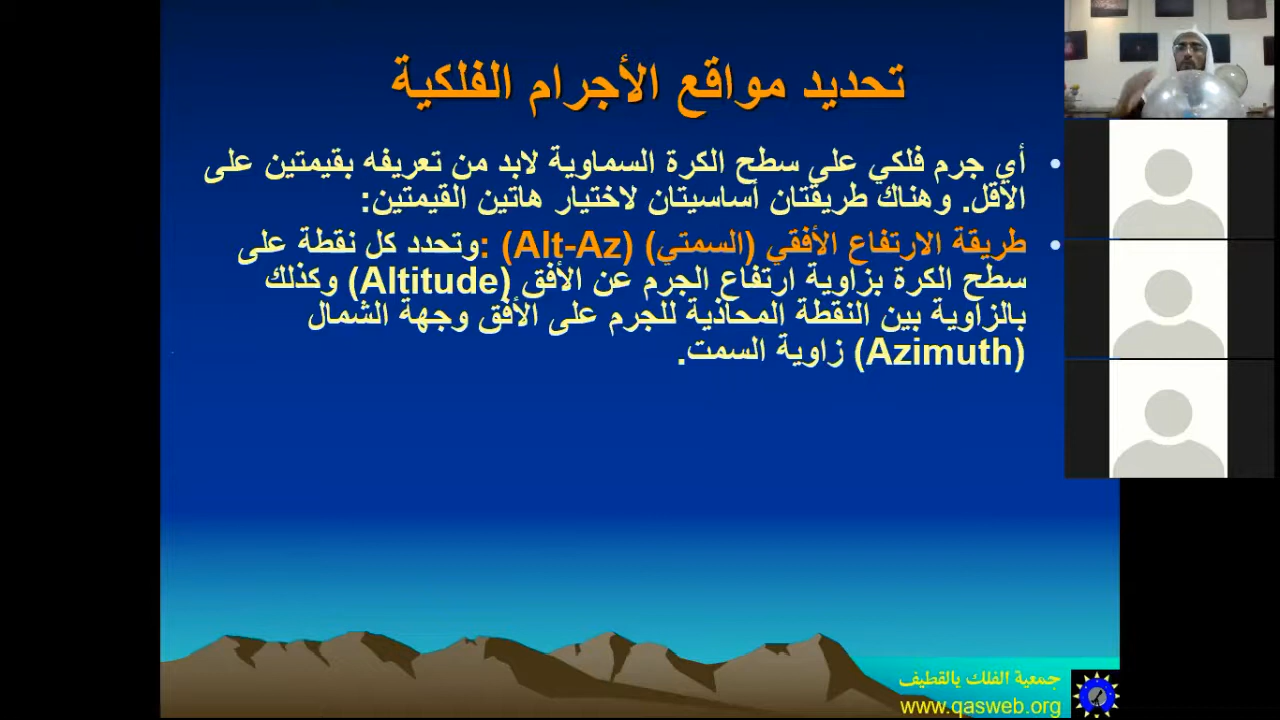 تحديد مواقع الأجرام الفلكية
• أي جرم فلكي على سطح الكرة السماوية لابد من تعريفه بقيمتين على
الأقل. وهناك طريقتان أساسيتان لاختيار هاتين القيمتين:
• طريقة الارتفاع الأفقي (السمتي) (Alt-Az) :وتحدد كل نقطة على
سطح الكرة بزاوية ارتفاع الجرم عن الأفق (Altitude) وكذلك
بالزاوية بين النقطة المحاذية للجرم على الأفق وجهة الشمال
(Azimuth) زاوية السمت.
جمعية الفلك بالقطيف
www.qasweb.org